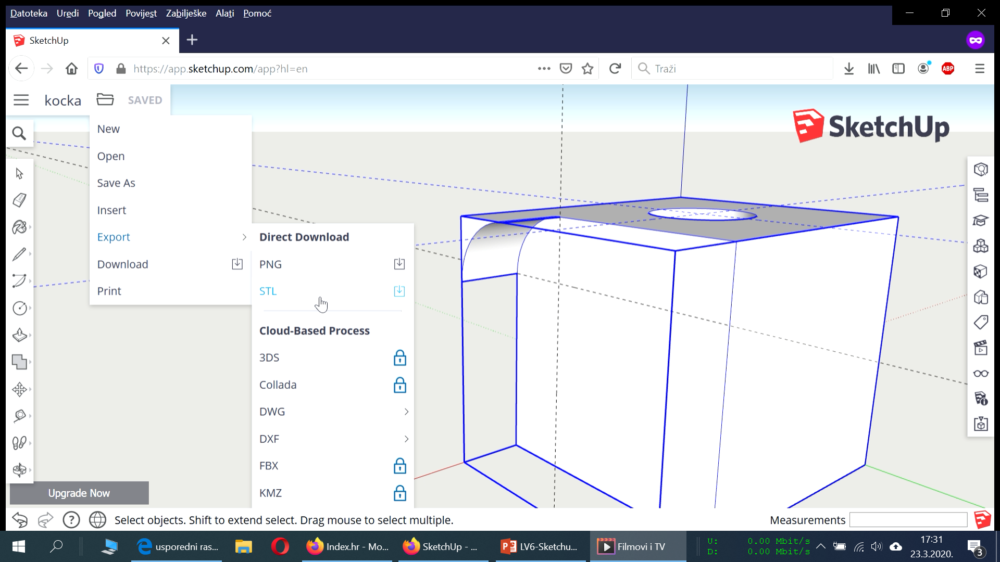 Datoteka Uredi Pogled Povijest Zabilješke Alati Pomoć
SketchUp
https://app.sketchup.com/app?hl=en
Traži
ABP
kocka SAVED
SketchUp
New
Open
Save As
Insert
Export
Direct Download
Download
PNG
Print
STL
Cloud-Based Process
3DS
Collada
DWG
DXF
FBX
KMZ
Upgrade Now
Select objects. Shift to extend select. Drag mouse to select multiple.
Measurements
usporedni ras...
Index.hr - Mo...
SketchUp - ...
LV6-Sketchu...
Filmovi i TV
U: 0.00 Mbit/s
D: 0.00 Mbit/s
17:31
23.3.2020.
3